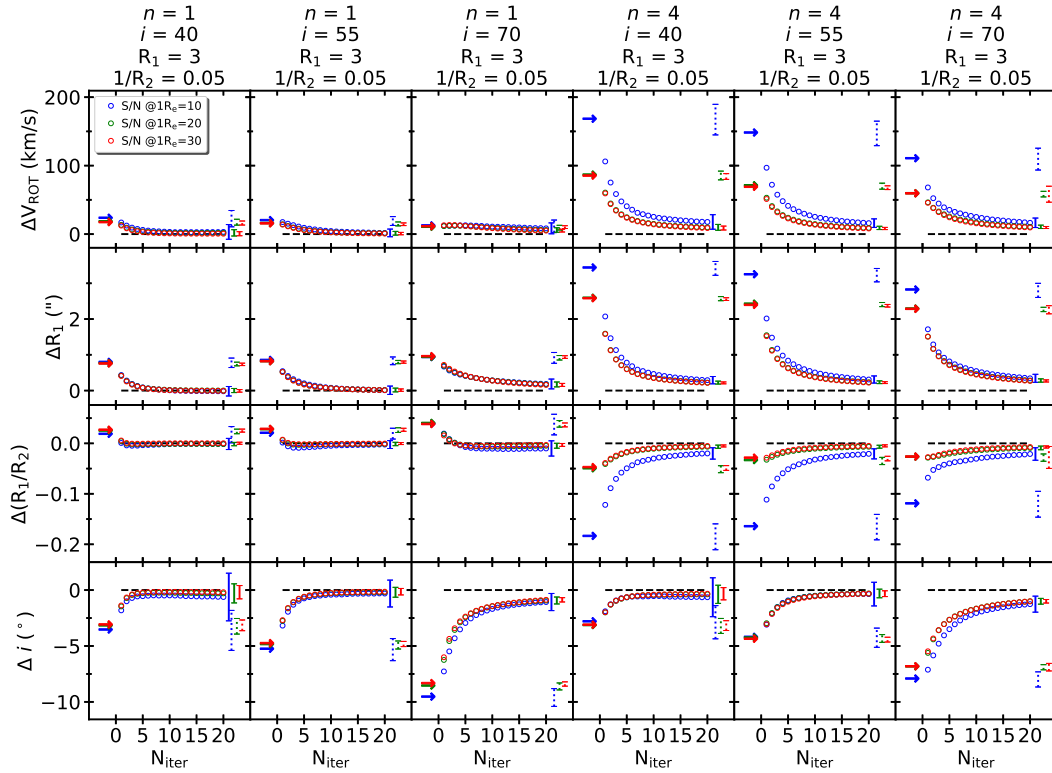 n = 1 n = 1 n = 1 n = 4 n = 4 n = 4
i = 40 i = 55 i = 70 i = 40 i = 55 i = 70
R1 = 3 R1 = 3 R1 = 3 R1 = 3 R1 = 3 R1 = 3
1/R2 = 0.05 1/R2 = 0.05 1/R2 = 0.05 1/R2 = 0.05 1/R2 = 0.05 1/R2 = 0.05
S/N @1Re=10
S/N @1Re=20
S/N @1Re=30
ΔVROT (km/s)
200
100
0
ΔR1 (")
2
0
Δ(R1/R2)
0.0
−0.1
−0.2
Δ i (°)
0
−5
−10
0 5 10 15 20 0 5 10 15 20 0 5 10 15 20 0 5 10 15 20 0 5 10 15 20 0 5 10 15 20
Niter Niter Niter Niter Niter Niter